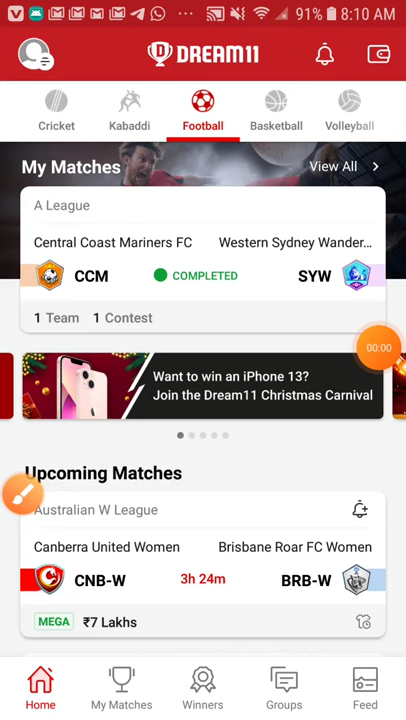 91% 8:10 AM
DREAM11
Cricket Kabaddi Football Basketball Volleyball
My Matches View All
A League
Central Coast Mariners FC Western Sydney Wander...
CCM COMPLETED SYW
1 Team 1 Contest
00:00
Want to win an iPhone 13?
Join the Dream11 Christmas Carnival
Upcoming Matches
Australian W League
Canberra United Women Brisbane Roar FC Women
CNB-W 3h 24m BRB-W
MEGA ₹7 Lakhs
Home My Matches Winners Groups Feed